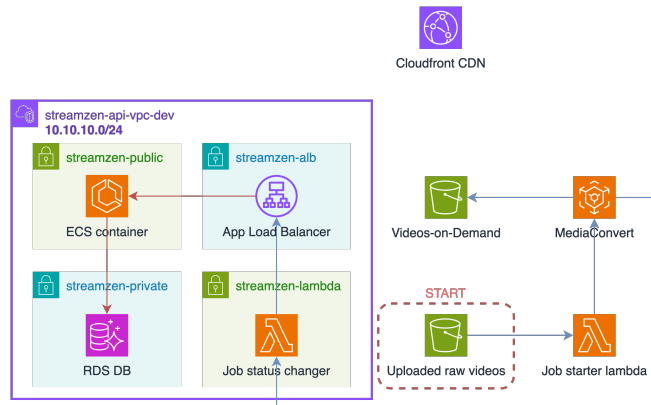 Cloudfront CDN
streamzen-api-vpc-dev
10.10.10.0/24
streamzen-public
streamzen-alb
ECS container
App Load Balancer
Videos-on-Demand
MediaConvert
streamzen-private
streamzen-lambda
START
RDS DB
Job status changer
Uploaded raw videos
Job starter lambda